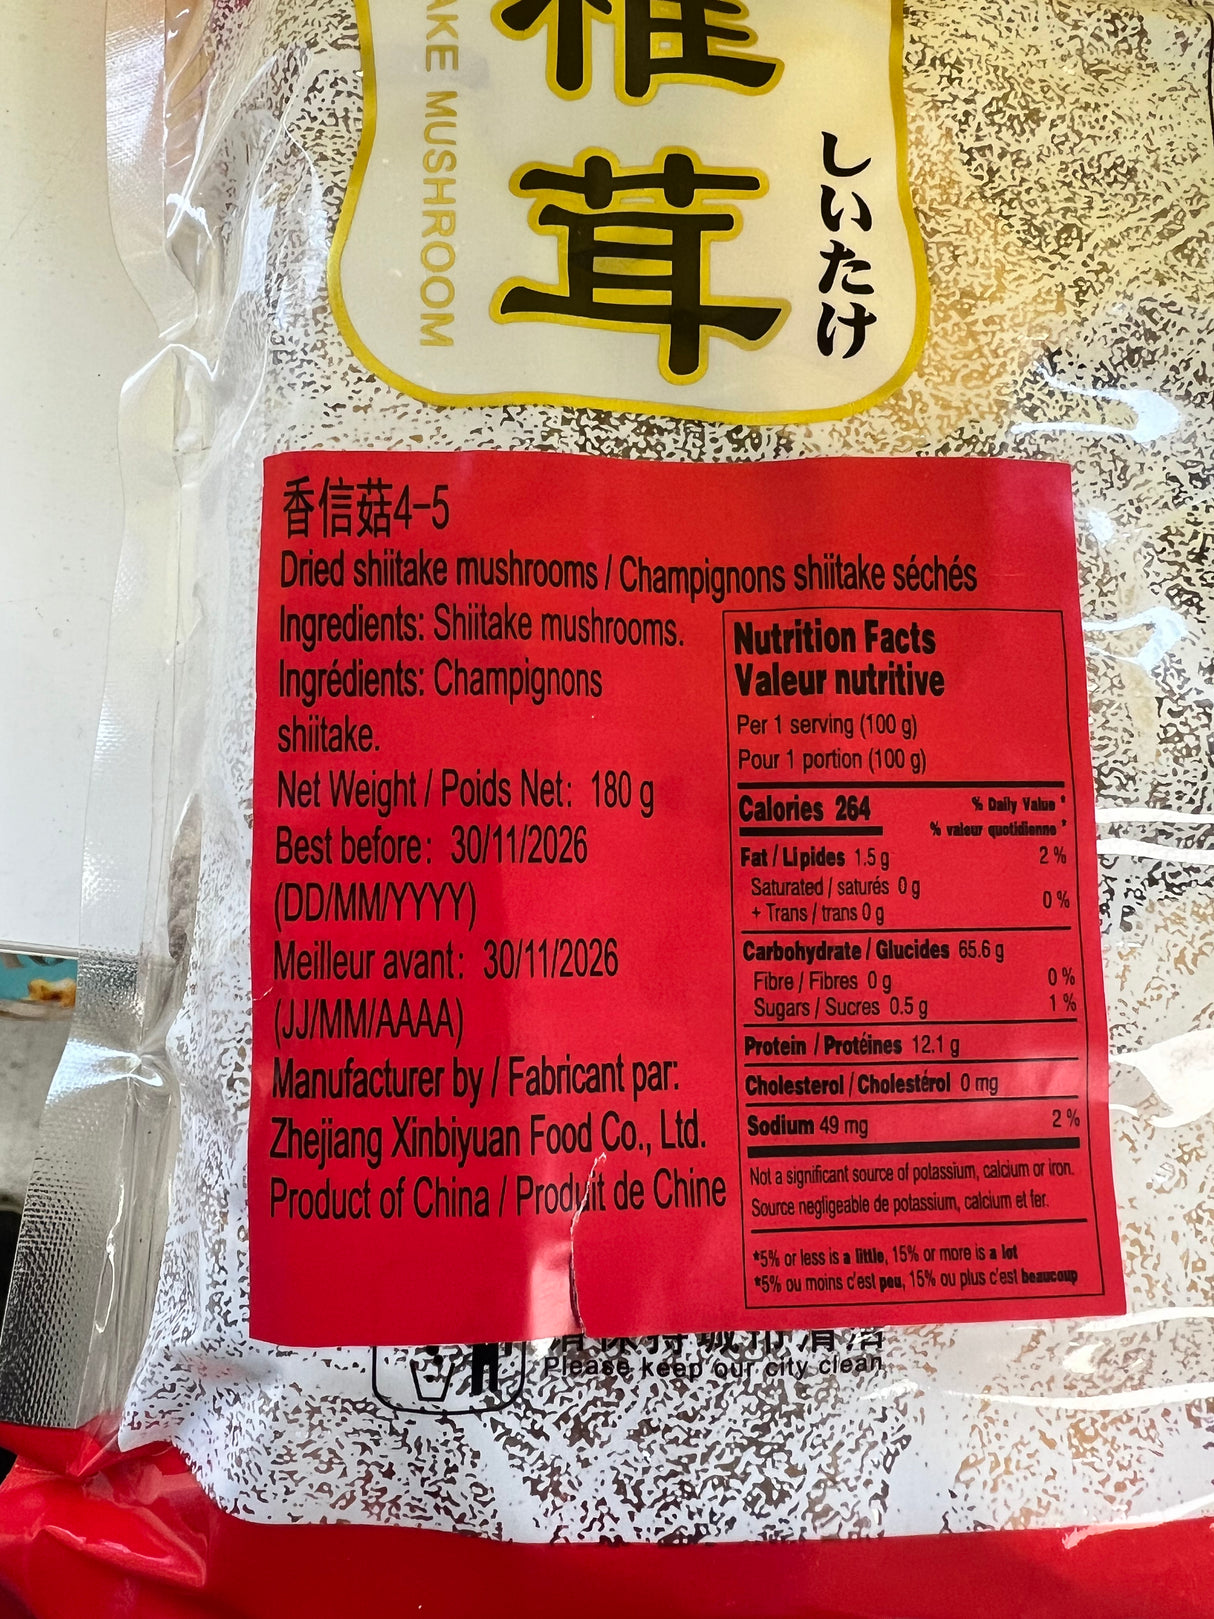 AKE MUSHROOM
椎茸
しいたけ
香信菇4-5
Dried shiitake mushrooms / Champignons shiitake séchés
Ingredients: Shiitake mushrooms.
Ingrédients: Champignons
shiitake.
Net Weight / Poids Net: 180 g
Best before: 30/11/2026
(DD/MM/YYYY)
Meilleur avant: 30/11/2026
(JJ/MM/AAAA)
Manufacturer by / Fabricant par:
Zhejiang Xinbiyuan Food Co., Ltd.
Product of China / Produit de Chine
Nutrition Facts
Valeur nutritive
Per 1 serving (100 g)
Pour 1 portion (100 g)
Calories 264 % Daily Value *
% valeur quotidienne *
Fat / Lipides 1.5 g 2 %
Saturated / saturés 0 g
+ Trans / trans 0 g 0 %
Carbohydrate / Glucides 65.6 g
Fibre / Fibres 0 g 0 %
Sugars / Sucres 0.5 g 1 %
Protein / Protéines 12.1 g
Cholesterol / Cholestérol 0 mg
Sodium 49 mg 2 %
Not a significant source of potassium, calcium or iron.
Source négligeable de potassium, calcium et fer.
*5% or less is a little, 15% or more is a lot
*5% ou moins c'est peu, 15% ou plus c'est beaucoup
请保持城市清洁
Please keep our city clean